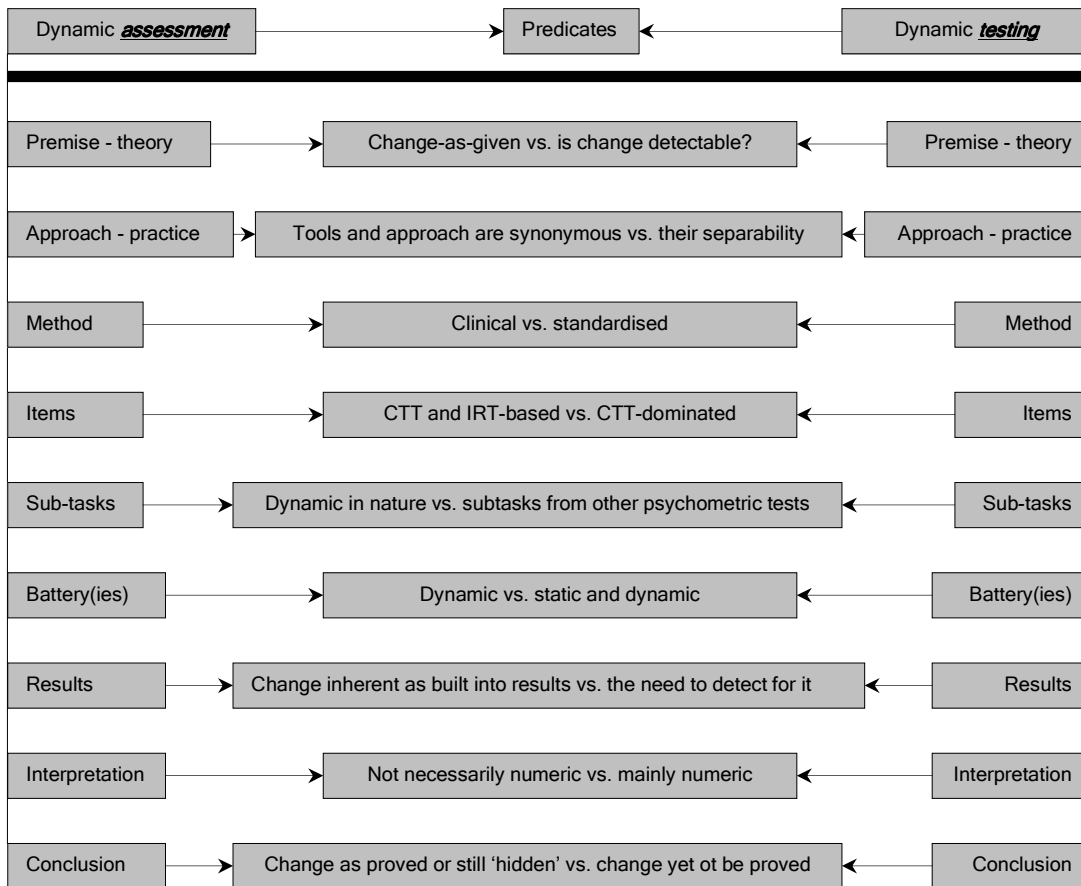 Dynamic assessment Predicates Dynamic testing
Premise - theory Change-as-given vs. is change detectable? Premise - theory
Approach - practice Tools and approach are synonymous vs. their separability Approach - practice
Method Clinical vs. standardised Method
Items CTT and IRT-based vs. CTT-dominated Items
Sub-tasks Dynamic in nature vs. subtasks from other psychometric tests Sub-tasks
Battery(ies) Dynamic vs. static and dynamic Battery(ies)
Results Change inherent as built into results vs. the need to detect for it Results
Interpretation Not necessarily numeric vs. mainly numeric Interpretation
Conclusion Change as proved or still ‘hidden’ vs. change yet ot be proved Conclusion